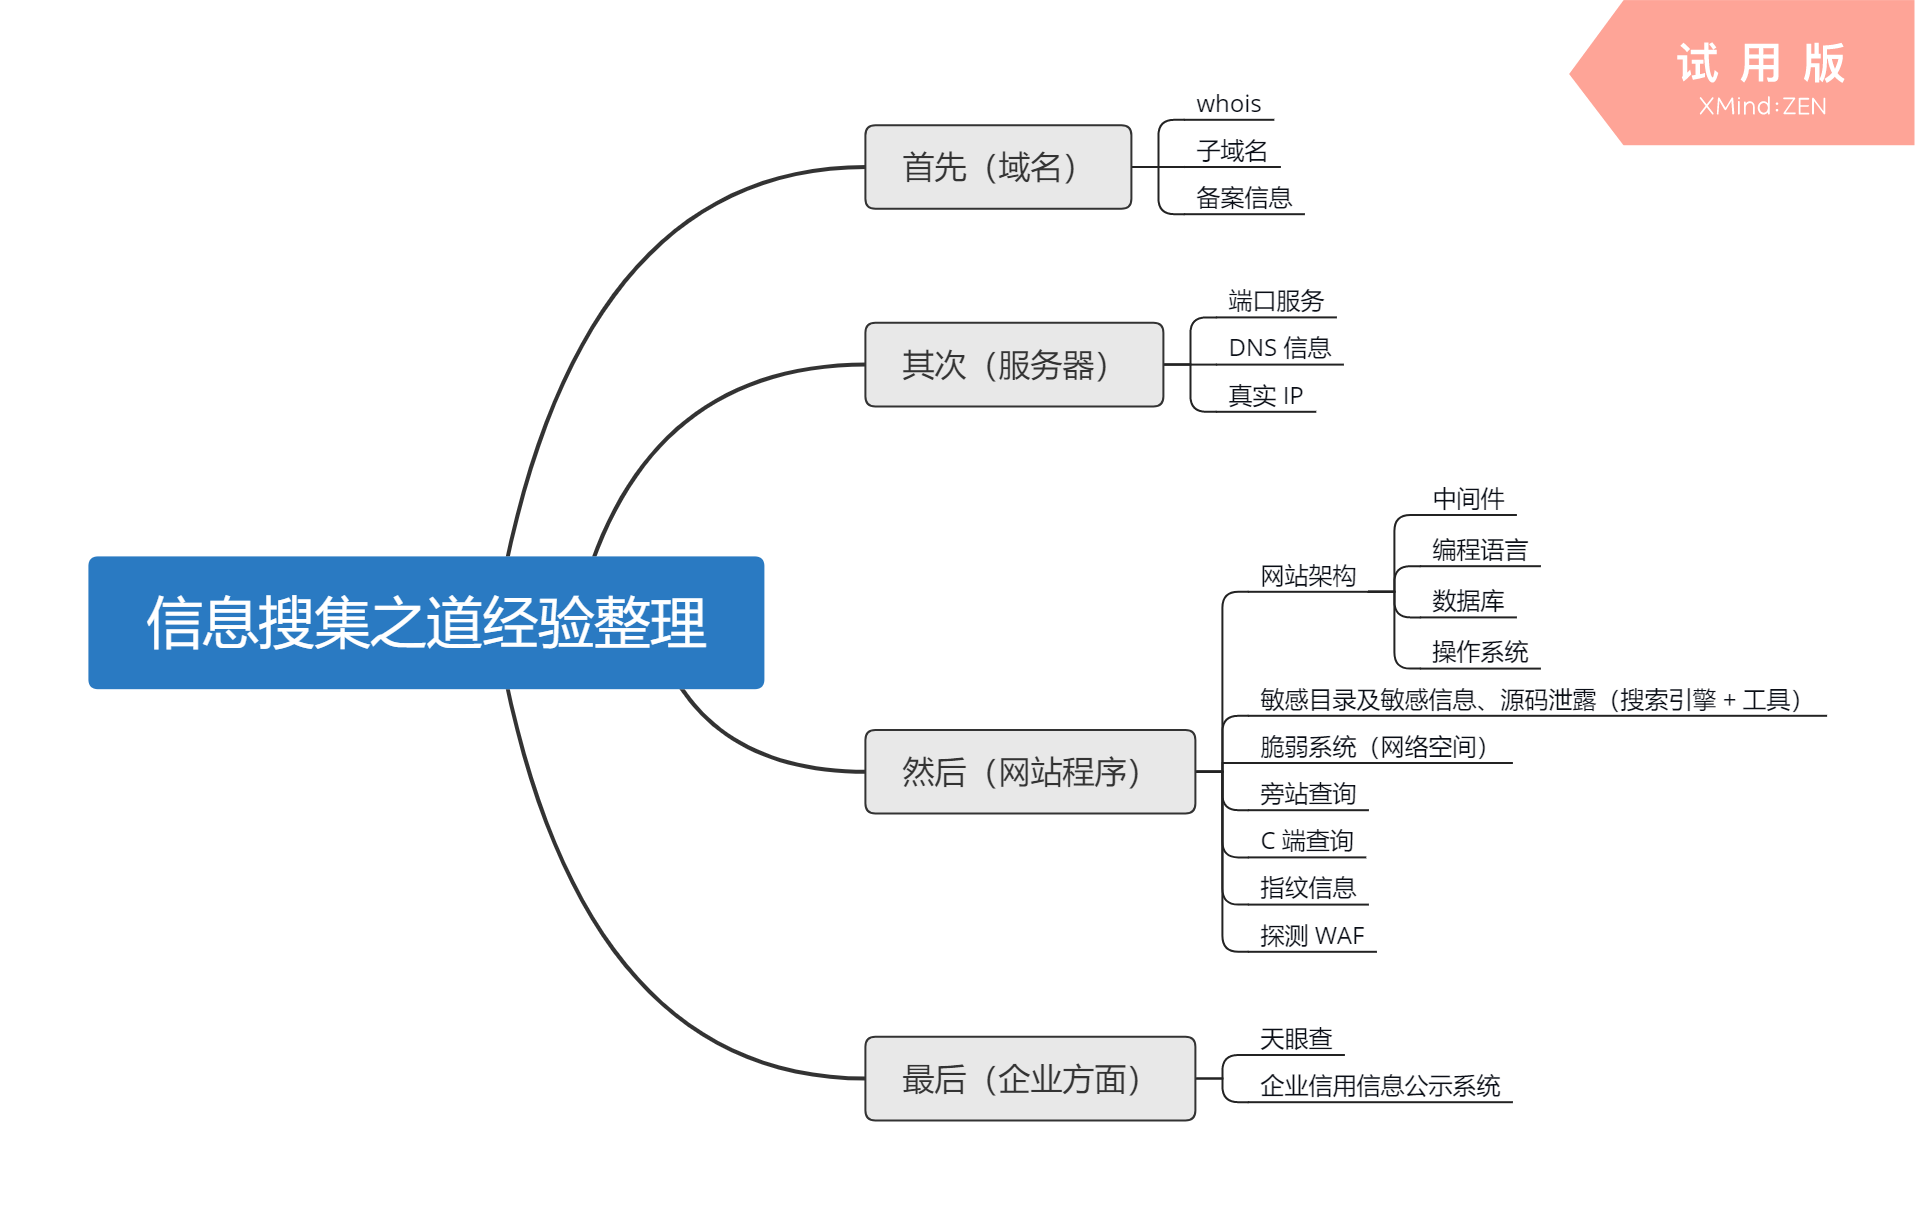 试用版
XMind:ZEN
信息搜集之道经验整理
首先（域名）
whois
子域名
备案信息
其次（服务器）
端口服务
DNS 信息
真实 IP
然后（网站程序）
网站架构
中间件
编程语言
数据库
操作系统
敏感目录及敏感信息、源码泄露（搜索引擎 + 工具）
脆弱系统（网络空间）
旁站查询
C 端查询
指纹信息
探测 WAF
最后（企业方面）
天眼查
企业信用信息公示系统